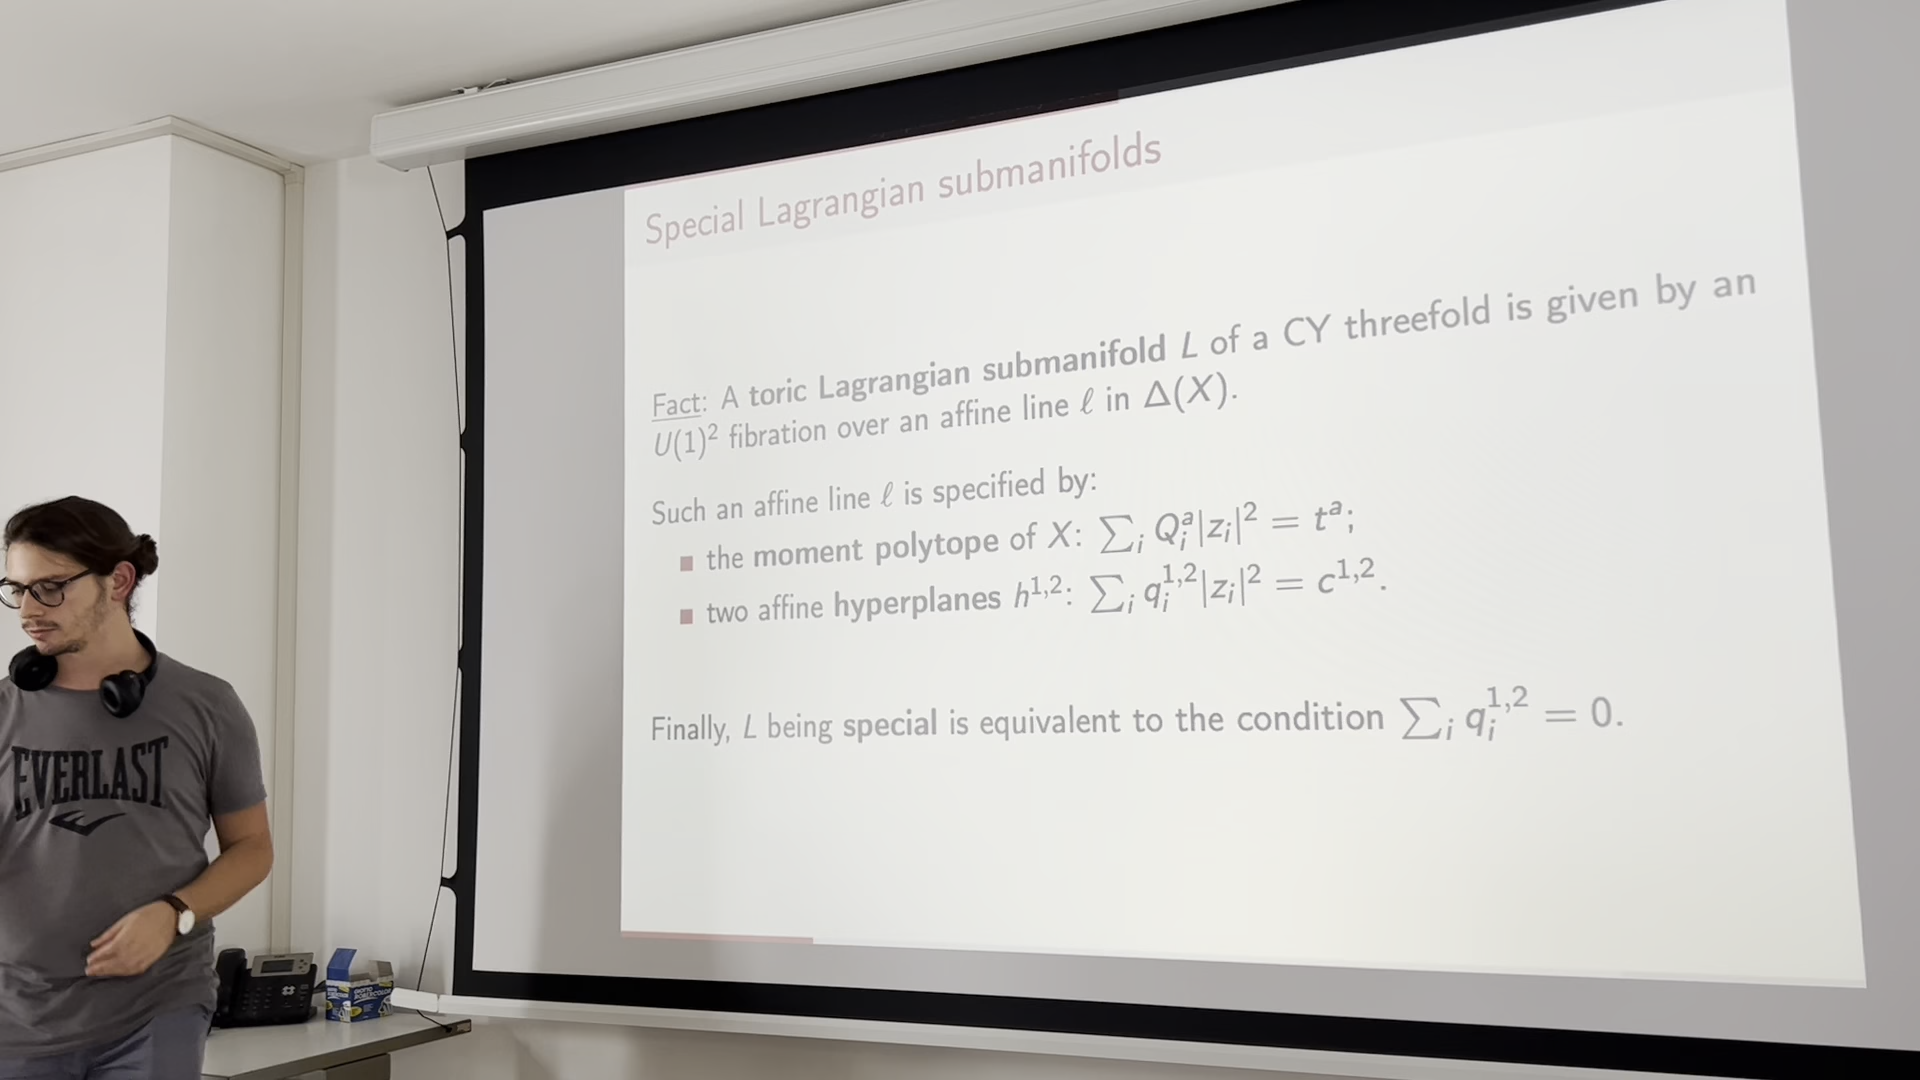 Special Lagrangian submanifolds
Fact: A toric Lagrangian submanifold L of a CY threefold is given by an
U(1)² fibration over an affine line ℓ in Δ(X).
Such an affine line ℓ is specified by:
■ the moment polytope of X: ∑ᵢ Qᵢᵃ|zᵢ|² = tᵃ;
■ two affine hyperplanes h¹,²: ∑ᵢ qᵢ¹,²|zᵢ|² = c¹,².
Finally, L being special is equivalent to the condition ∑ᵢ qᵢ¹,² = 0.
EVERLAST